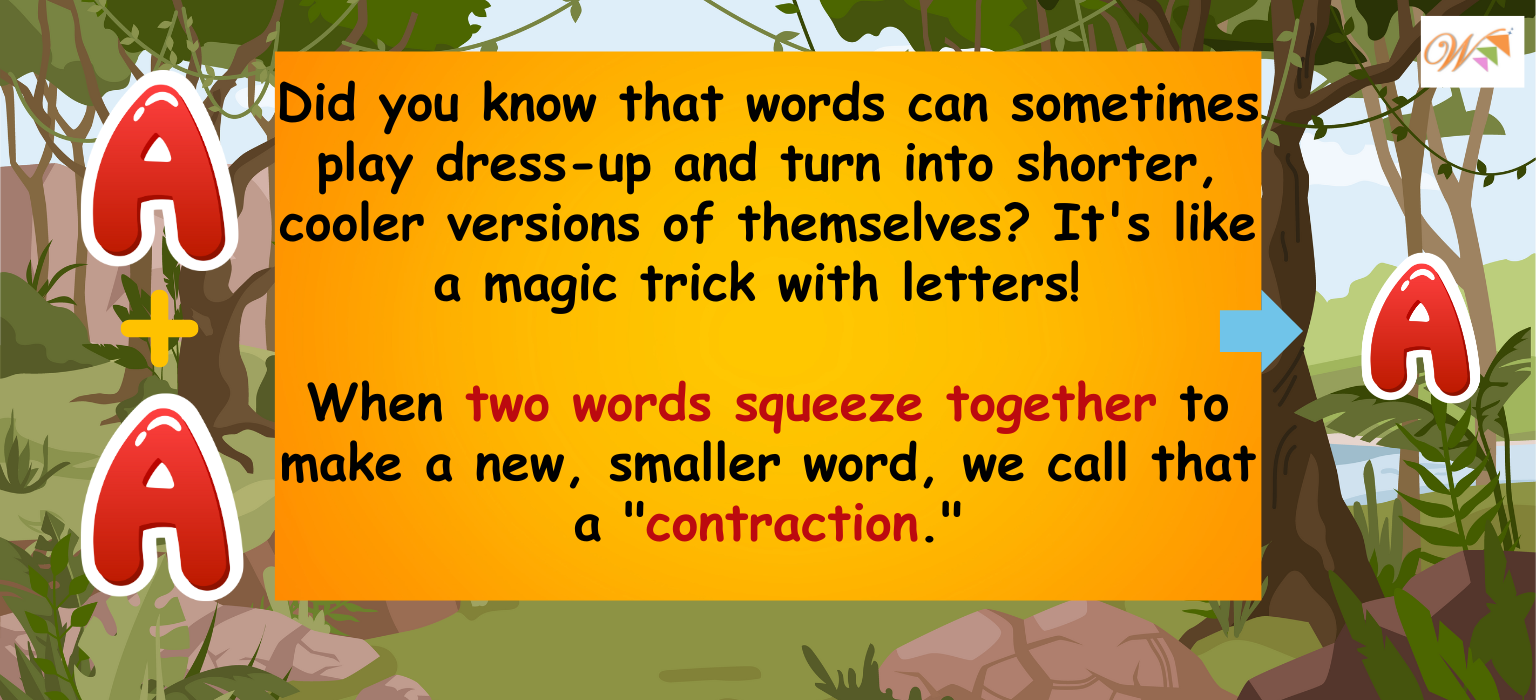 Did you know that words can sometimes
play dress-up and turn into shorter,
cooler versions of themselves? It's like
a magic trick with letters!
When two words squeeze together to
make a new, smaller word, we call that
a "contraction."
A
+
A
A
W